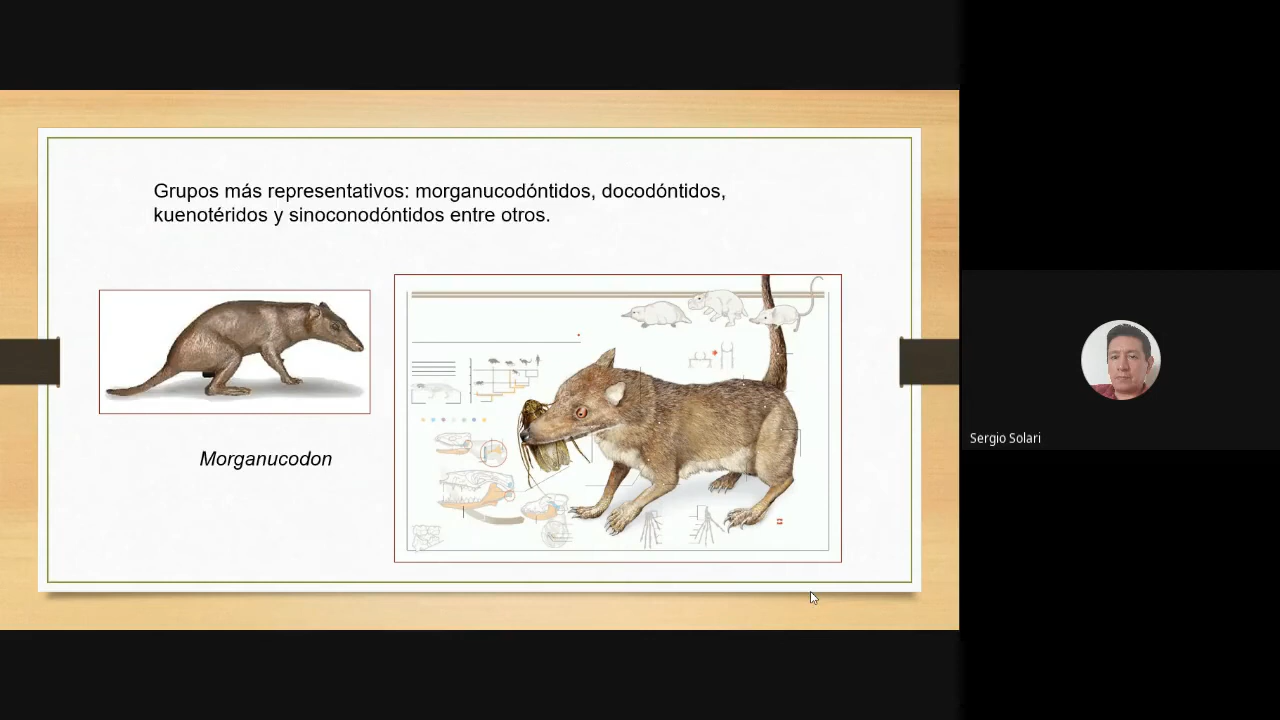 Grupos más representativos: morganucodóntidos, docodóntidos,
kuenotéridos y sinoconodóntidos entre otros.
Morganucodon
Sergio Solari